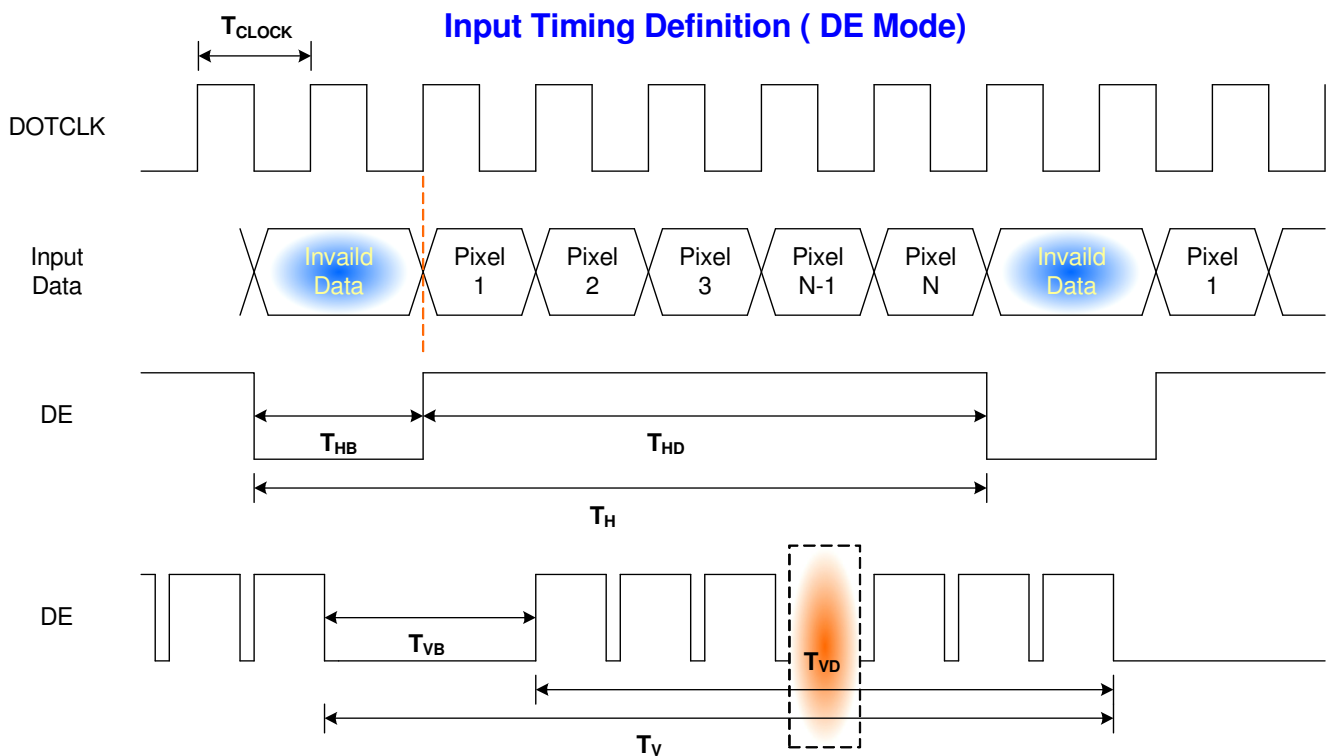 Input Timing Definition ( DE Mode)
TCLOCK
DOTCLK
Input
Data
Invaild
Data
Pixel
1
Pixel
2
Pixel
3
Pixel
N-1
Pixel
N
Invaild
Data
Pixel
1
DE
THB
THD
TH
DE
TVB
TVD
TV